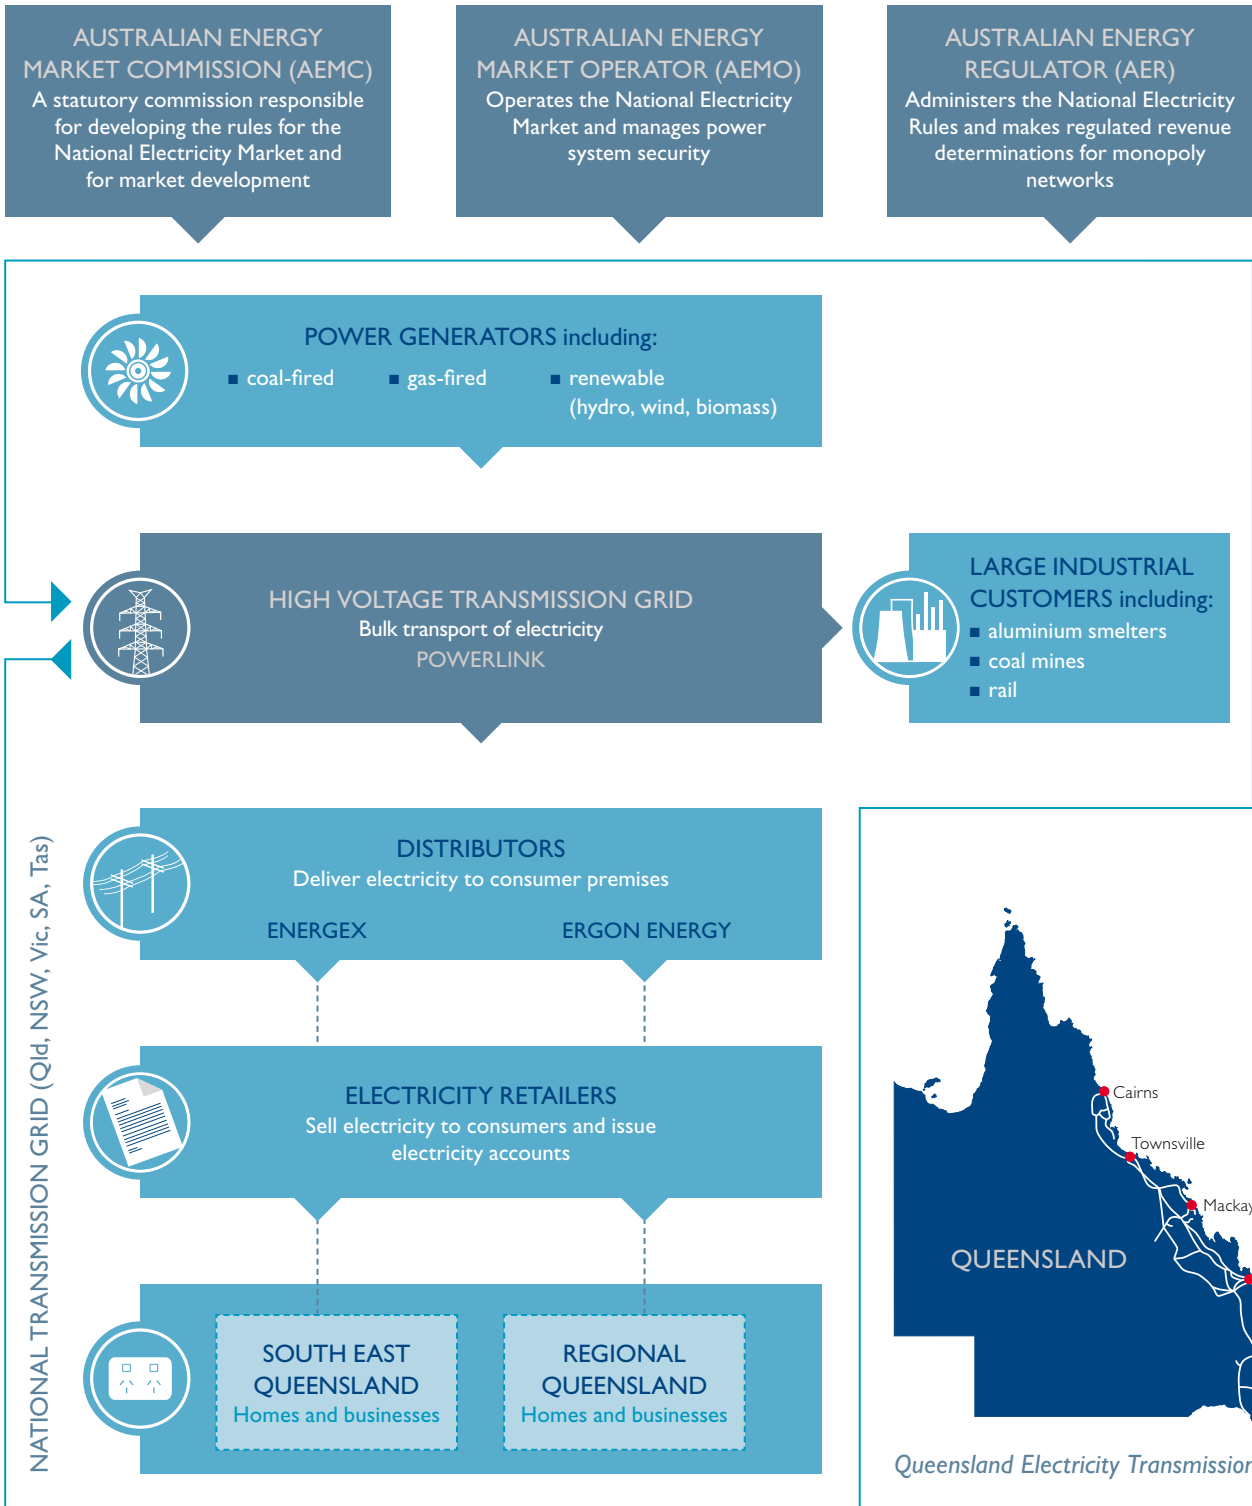 AUSTRALIAN ENERGY
MARKET COMMISSION (AEMC)
A statutory commission responsible
for developing the rules for the
National Electricity Market and
for market development
AUSTRALIAN ENERGY
MARKET OPERATOR (AEMO)
Operates the National Electricity
Market and manages power
system security
AUSTRALIAN ENERGY
REGULATOR (AER)
Administers the National Electricity
Rules and makes regulated revenue
determinations for monopoly
networks
POWER GENERATORS including:
■ coal-fired
■ gas-fired
■ renewable
(hydro, wind, biomass)
HIGH VOLTAGE TRANSMISSION GRID
Bulk transport of electricity
POWERLINK
LARGE INDUSTRIAL
CUSTOMERS including:
■ aluminium smelters
■ coal mines
■ rail
NATIONAL TRANSMISSION GRID (Qld, NSW, Vic, SA, Tas)
DISTRIBUTORS
Deliver electricity to consumer premises
ENERGEX
ERGON ENERGY
ELECTRICITY RETAILERS
Sell electricity to consumers and issue
electricity accounts
SOUTH EAST
QUEENSLAND
Homes and businesses
REGIONAL
QUEENSLAND
Homes and businesses
Cairns
Townsville
Mackay
QUEENSLAND
Queensland Electricity Transmission